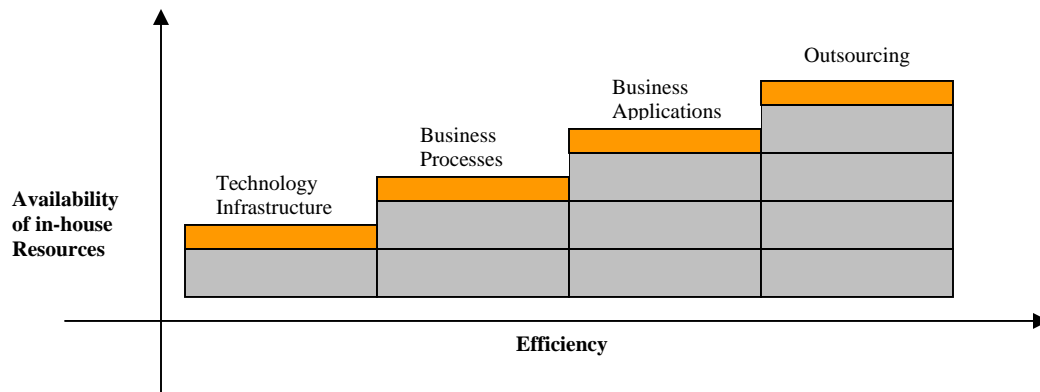 Outsourcing
Business
Applications
Business
Processes
Technology
Infrastructure
Availability
of in-house
Resources
Efficiency